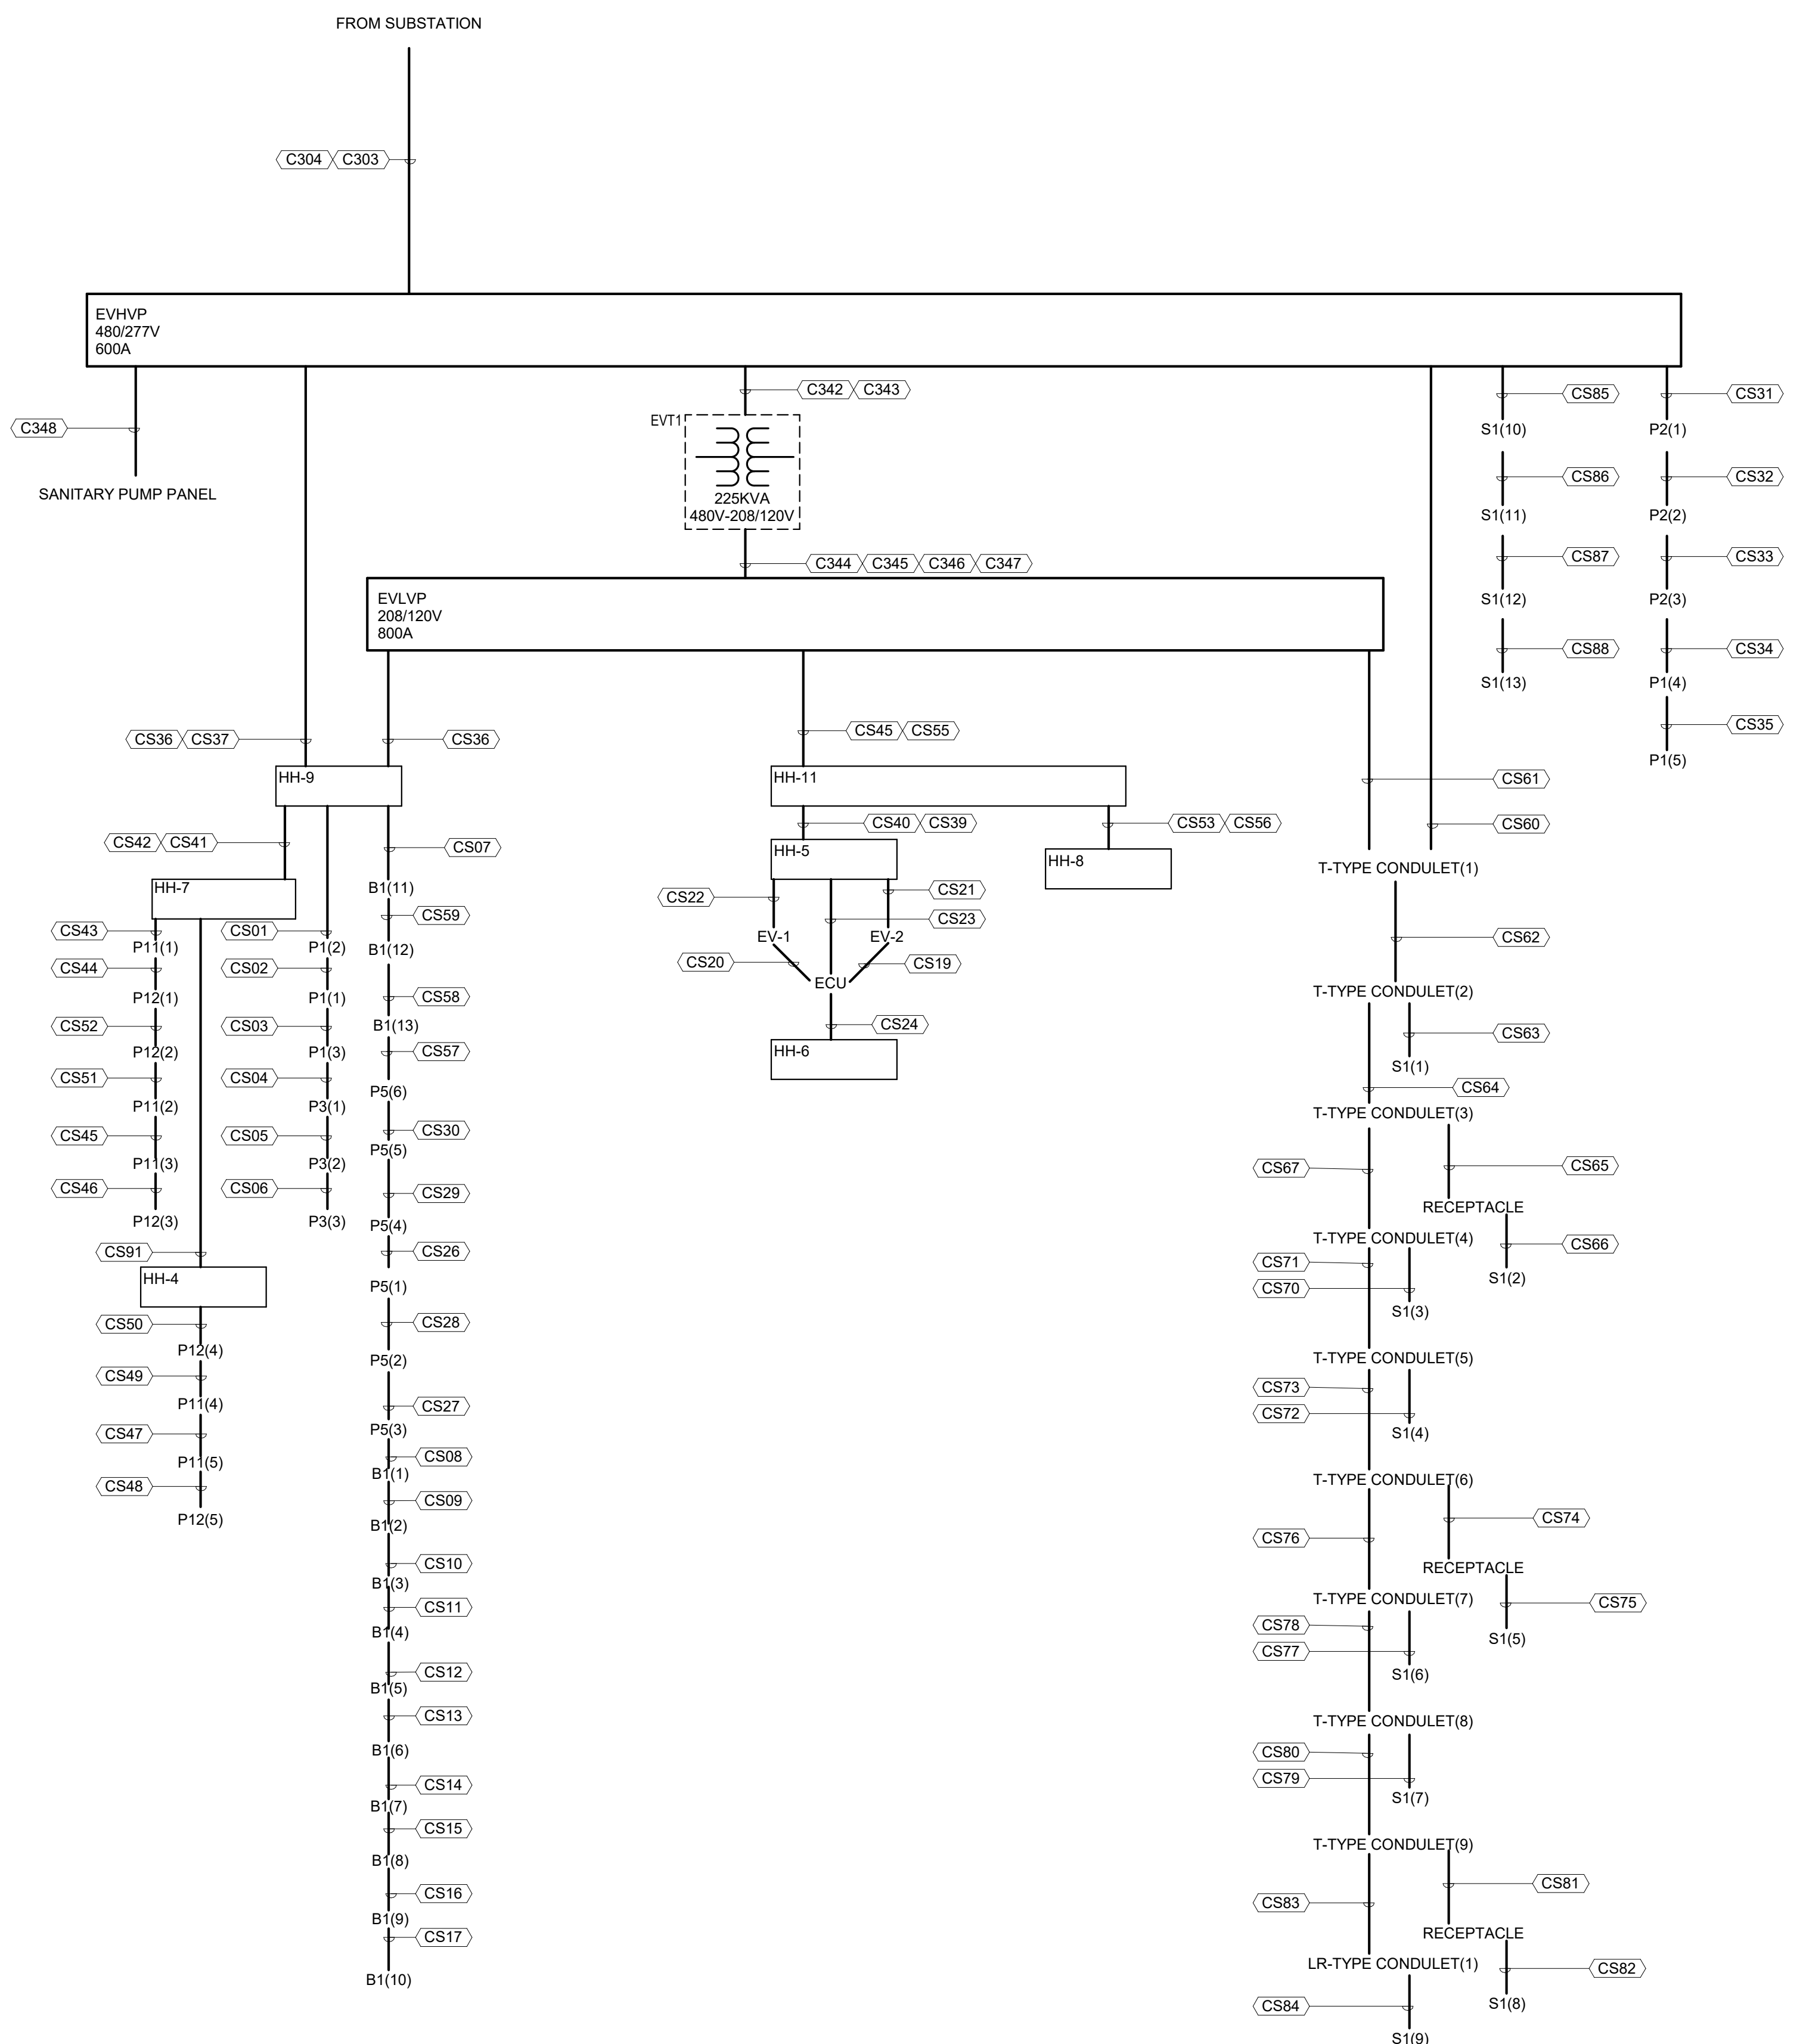 FROM SUBSTATION
C304 C303
EVHVP
480/277V
600A
C348
SANITARY PUMP PANEL
C342 C343
EVT1
225KVA
480V-208/120V
C344 C345 C346 C347
EVLVP
208/120V
800A
CS85
S1(10)
CS86
S1(11)
CS87
S1(12)
CS88
S1(13)
CS31
P2(1)
CS32
P2(2)
CS33
P2(3)
CS34
P1(4)
CS35
P1(5)
CS36 CS37
CS36
HH-9
CS42 CS41
HH-7
CS43
P11(1)
CS44
P12(1)
CS52
P12(2)
CS51
P11(2)
CS45
P11(3)
CS46
P12(3)
CS91
HH-4
CS50
P12(4)
CS49
P11(4)
CS47
P11(5)
CS48
P12(5)
CS01
P1(2)
CS02
P1(1)
CS03
P1(3)
CS04
P3(1)
CS05
P3(2)
CS06
P3(3)
CS07
B1(11)
CS59
B1(12)
CS58
B1(13)
CS57
P5(6)
CS30
P5(5)
CS29
P5(4)
CS26
P5(1)
CS28
P5(2)
CS27
P5(3)
CS08
B1(1)
CS09
B1(2)
CS10
B1(3)
CS11
B1(4)
CS12
B1(5)
CS13
B1(6)
CS14
B1(7)
CS15
B1(8)
CS16
B1(9)
CS17
B1(10)
CS45 CS55
HH-11
CS40 CS39
CS53 CS56
HH-5
HH-8
CS22
CS21
CS23
EV-1
EV-2
CS20
CS19
ECU
CS24
HH-6
CS61
CS60
T-TYPE CONDULET(1)
CS62
T-TYPE CONDULET(2)
CS63
S1(1)
CS64
T-TYPE CONDULET(3)
CS67
CS65
RECEPTACLE
CS66
S1(2)
T-TYPE CONDULET(4)
CS71
CS70
S1(3)
T-TYPE CONDULET(5)
CS73
CS72
S1(4)
T-TYPE CONDULET(6)
CS74
CS76
RECEPTACLE
CS75
S1(5)
T-TYPE CONDULET(7)
CS78
CS77
S1(6)
T-TYPE CONDULET(8)
CS80
CS79
S1(7)
T-TYPE CONDULET(9)
CS81
CS83
RECEPTACLE
CS82
S1(8)
LR-TYPE CONDULET(1)
CS84
S1(9)